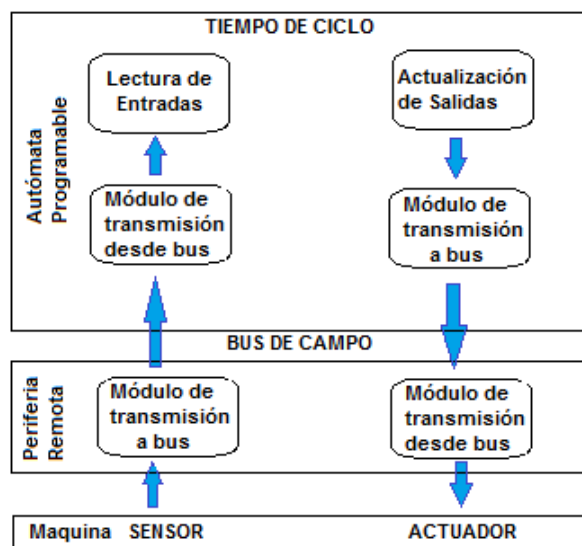 TIEMPO DE CICLO
Autómata
Programable
Lectura de
Entradas
Actualización
de Salidas
Módulo de
transmisión
desde bus
Módulo de
transmisión
a bus
BUS DE CAMPO
Periferia
Remota
Módulo de
transmisión
a bus
Módulo de
transmisión
desde bus
Maquina SENSOR
ACTUADOR